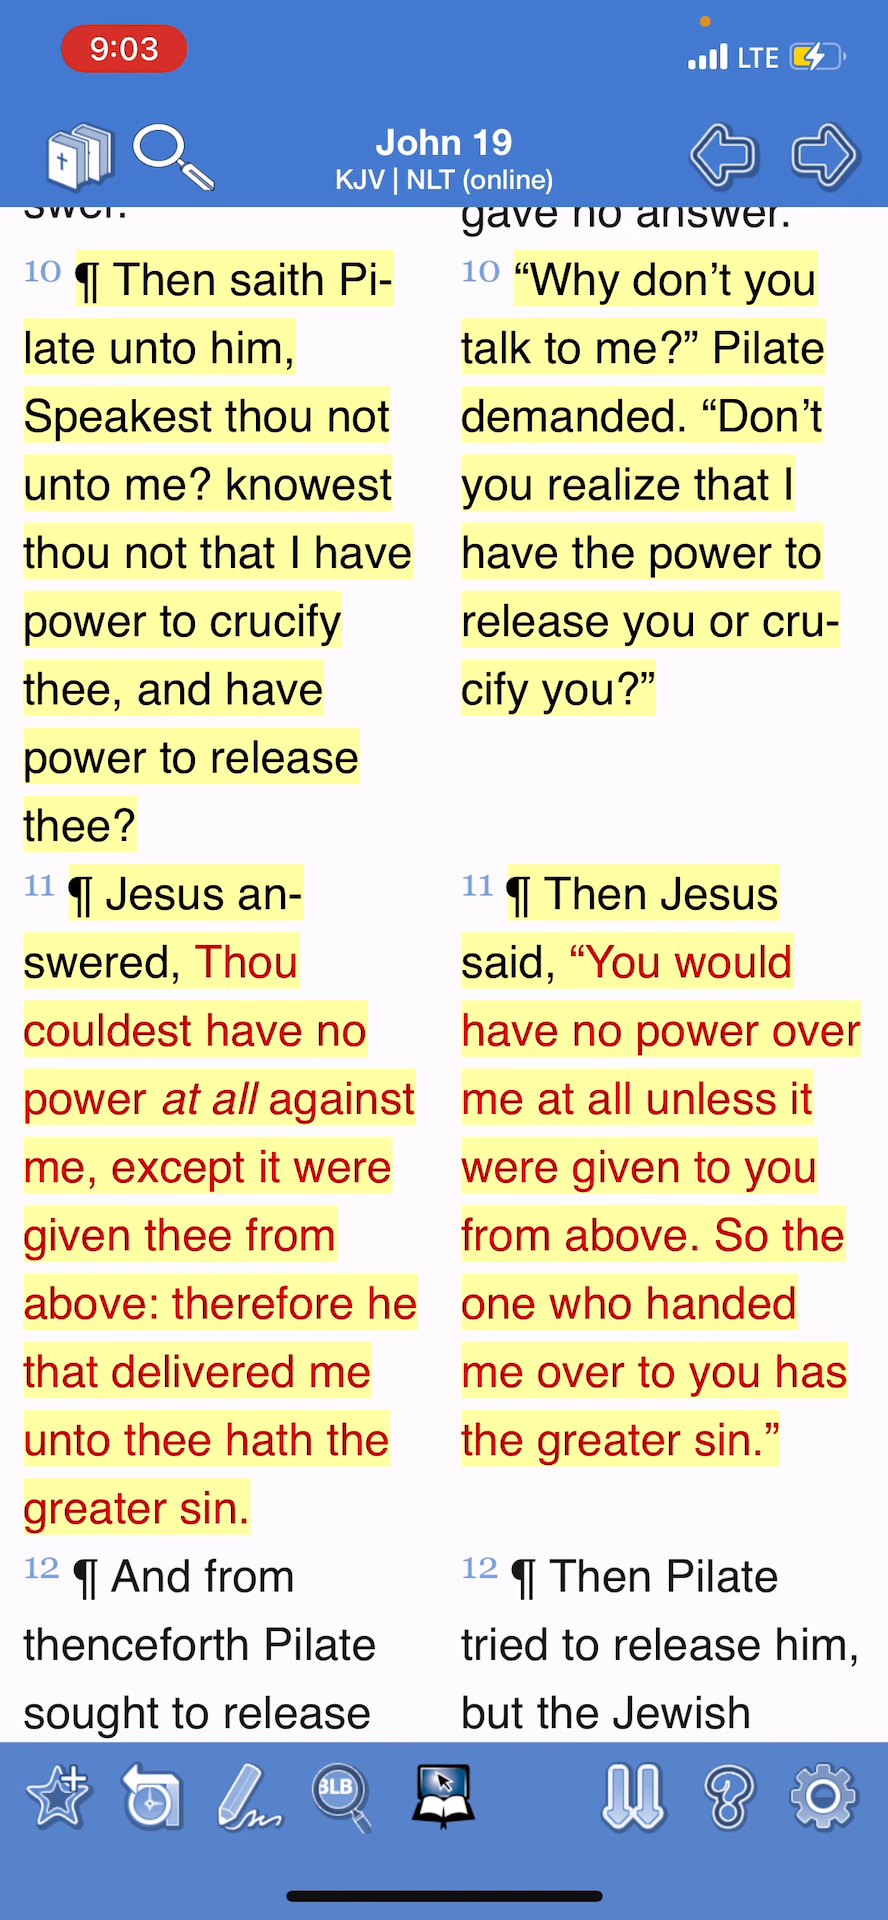 9:03
LTE
John 19
KJV | NLT (online)
swer.
10 ¶ Then saith Pi-
late unto him,
Speakest thou not
unto me? knowest
thou not that I have
power to crucify
thee, and have
power to release
thee?
11 ¶ Jesus an-
swered, Thou
couldest have no
power at all against
me, except it were
given thee from
above: therefore he
that delivered me
unto thee hath the
greater sin.
12 ¶ And from
thenceforth Pilate
sought to release
gave no answer.
10 “Why don’t you
talk to me?” Pilate
demanded. “Don’t
you realize that I
have the power to
release you or cru-
cify you?”
11 ¶ Then Jesus
said, “You would
have no power over
me at all unless it
were given to you
from above. So the
one who handed
me over to you has
the greater sin.”
12 ¶ Then Pilate
tried to release him,
but the Jewish
BLB